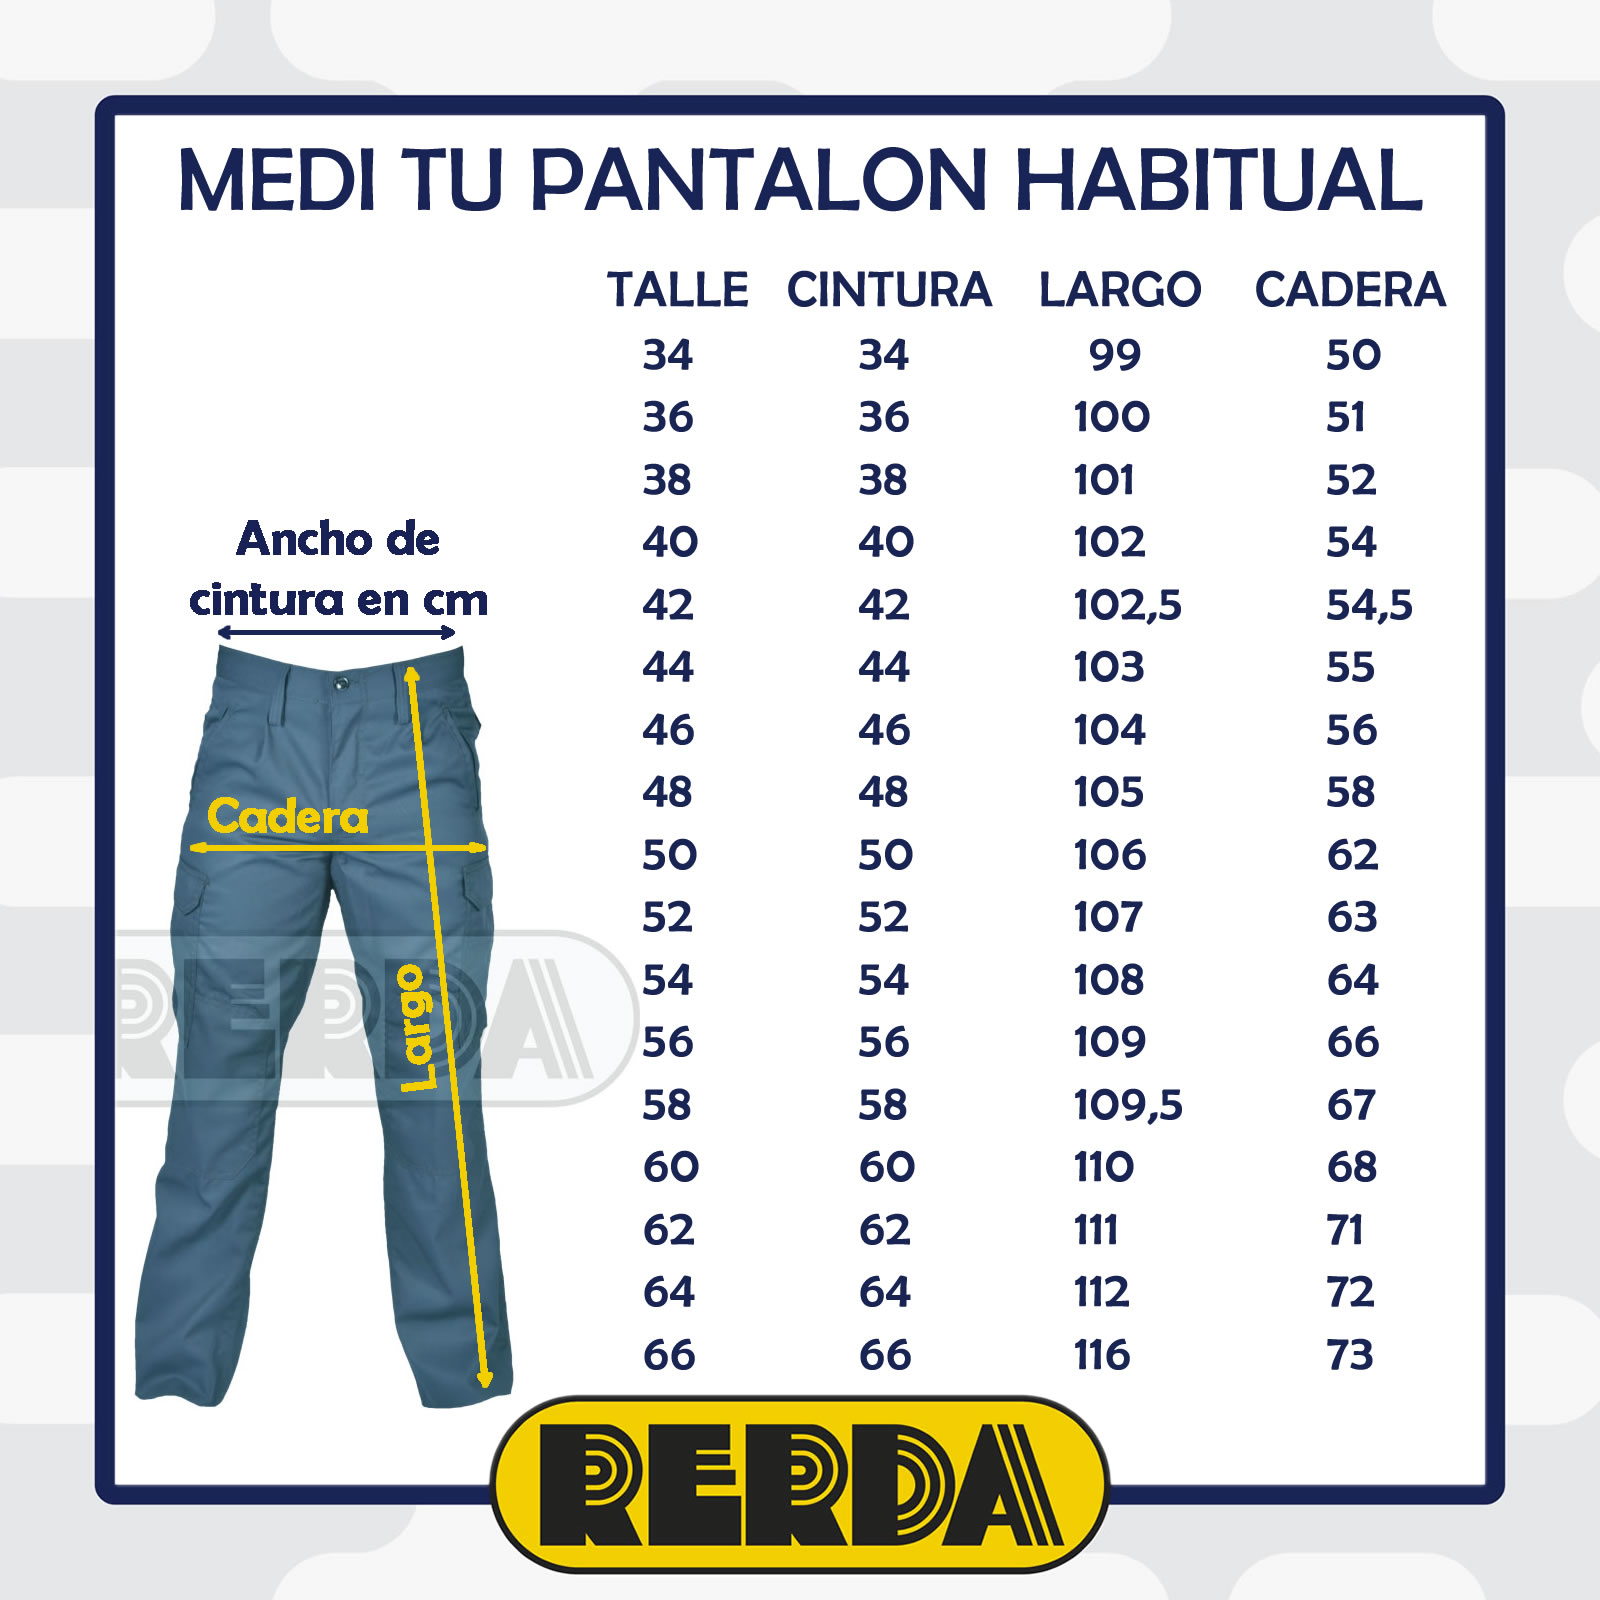 MEDI TU PANTALON HABITUAL
TALLE CINTURA LARGO CADERA
34 34 99 50
36 36 100 51
38 38 101 52
40 40 102 54
42 42 102,5 54,5
44 44 103 55
46 46 104 56
48 48 105 58
50 50 106 62
52 52 107 63
54 54 108 64
56 56 109 66
58 58 109,5 67
60 60 110 68
62 62 111 71
64 64 112 72
66 66 116 73
Ancho de
cintura en cm
Cadera
Largo
RERDA
RERDA